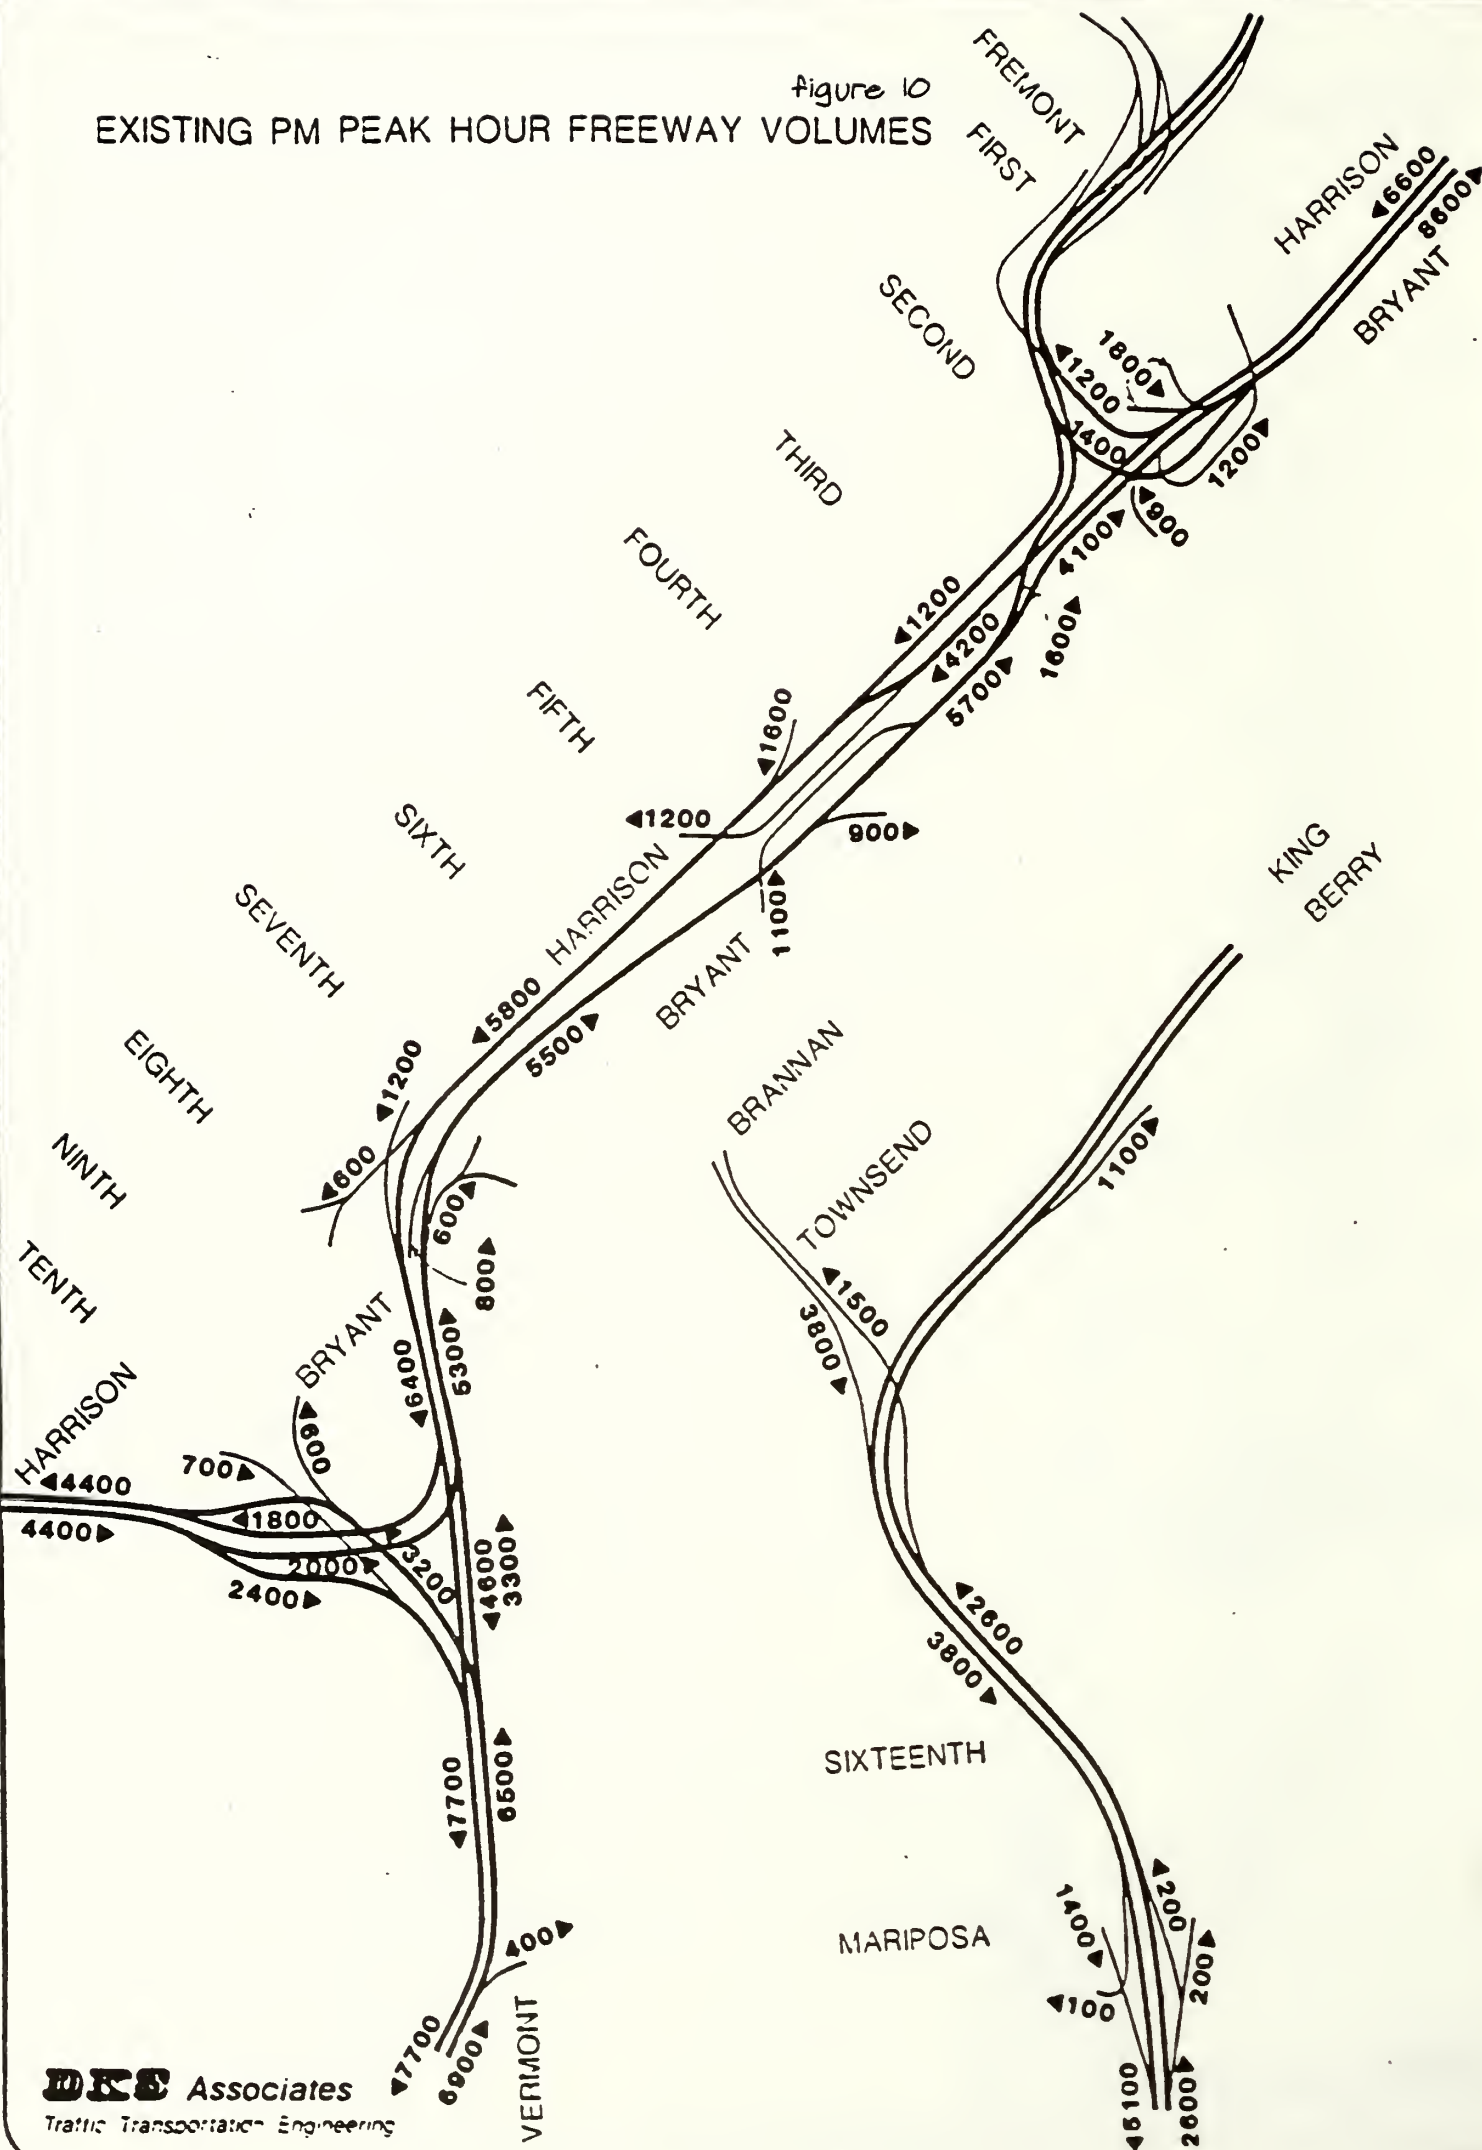 figure 10
EXISTING PM PEAK HOUR FREEWAY VOLUMES
FREMONT
FIRST
HARRISON
◀6600
8600▶
BRYANT
SECOND
◀1200
1800▶
1400
1200▶
◀900
4100▶
THIRD
FOURTH
◀1200
◀4200
1600▶
5700▶
FIFTH
◀1600
◀1200
900▶
SIXTH
HARRISON
1100▶
KING
BERRY
SEVENTH
BRYANT
◀5800
5500▶
EIGHTH
◀1200
BRANNAN
TOWNSEND
1100▶
NINTH
◀600
600▶
800▶
TENTH
BRYANT
◀1500
3800▶
◀6400
5300▶
HARRISON
◀600
700▶
◀4400
4400▶
◀1800
2000▶
3200
2400▶
◀4600
3300▶
◀2600
3800▶
SIXTEENTH
◀7700
6500▶
MARIPOSA
1400▶
◀200
200▶
◀100
400▶
VERMONT
◀7700
6900▶
◀5100
2600▶
DKS Associates
Traffic Transportation Engineering